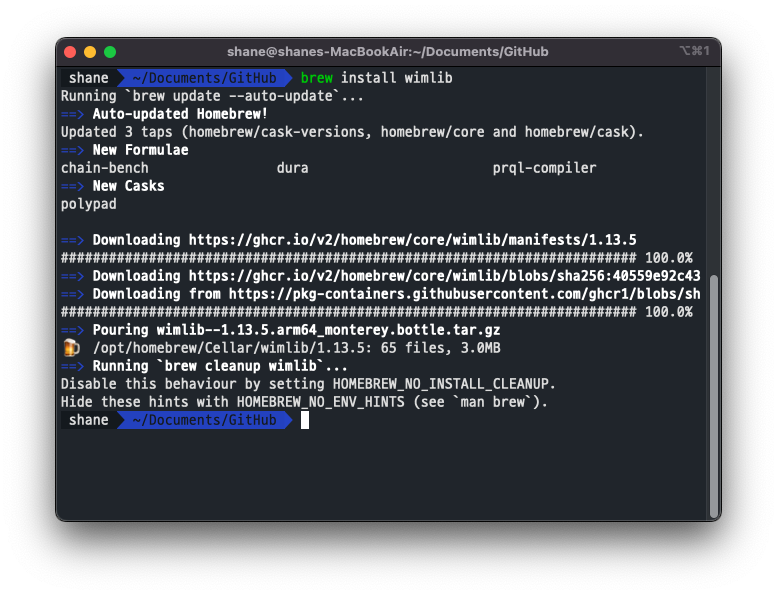 shane@shanes-MacBookAir:~/Documents/GitHub ⌥⌘1
shane ~/Documents/GitHub brew install wimlib
Running `brew update --auto-update`...
==> Auto-updated Homebrew!
Updated 3 taps (homebrew/cask-versions, homebrew/core and homebrew/cask).
==> New Formulae
chain-bench dura prql-compiler
==> New Casks
polypad
==> Downloading https://ghcr.io/v2/homebrew/core/wimlib/manifests/1.13.5
######################################################################## 100.0%
==> Downloading https://ghcr.io/v2/homebrew/core/wimlib/blobs/sha256:40559e92c43
==> Downloading from https://pkg-containers.githubusercontent.com/ghcr1/blobs/sh
######################################################################## 100.0%
==> Pouring wimlib--1.13.5.arm64_monterey.bottle.tar.gz
🍺 /opt/homebrew/Cellar/wimlib/1.13.5: 65 files, 3.0MB
==> Running `brew cleanup wimlib`...
Disable this behaviour by setting HOMEBREW_NO_INSTALL_CLEANUP.
Hide these hints with HOMEBREW_NO_ENV_HINTS (see `man brew`).
shane ~/Documents/GitHub